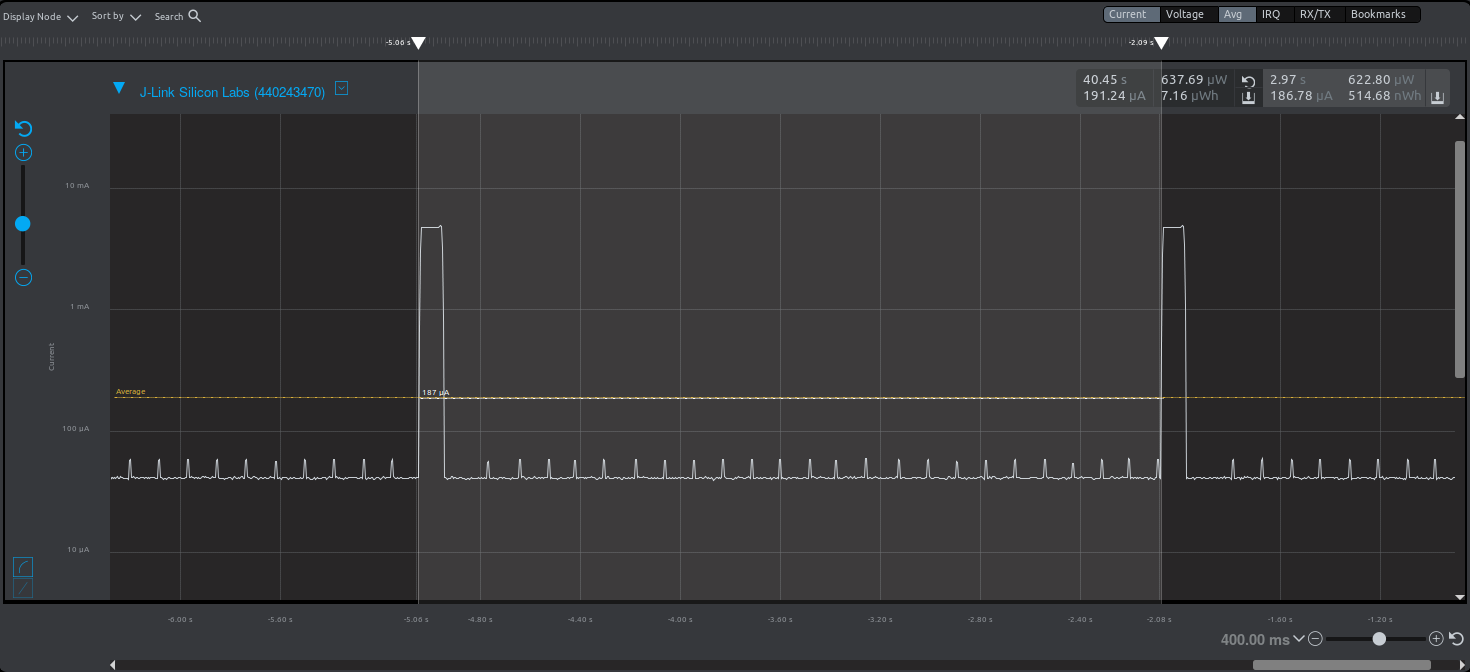 Display Node Sort by Search Current Voltage Avg IRQ RX/TX Bookmarks
-5.06 s -2.09 s
J-Link Silicon Labs (440243470)
40.45 s 637.69 µW 2.97 s 622.80 µW
191.24 µA 7.16 µWh 186.78 µA 514.68 nWh
10 mA
1 mA
Current
Average 187 µA
100 µA
10 µA
-6.00 s -5.60 s -5.06 s -4.80 s -4.40 s -4.00 s -3.60 s -3.20 s -2.80 s -2.40 s -2.08 s -1.60 s -1.20 s
400.00 ms